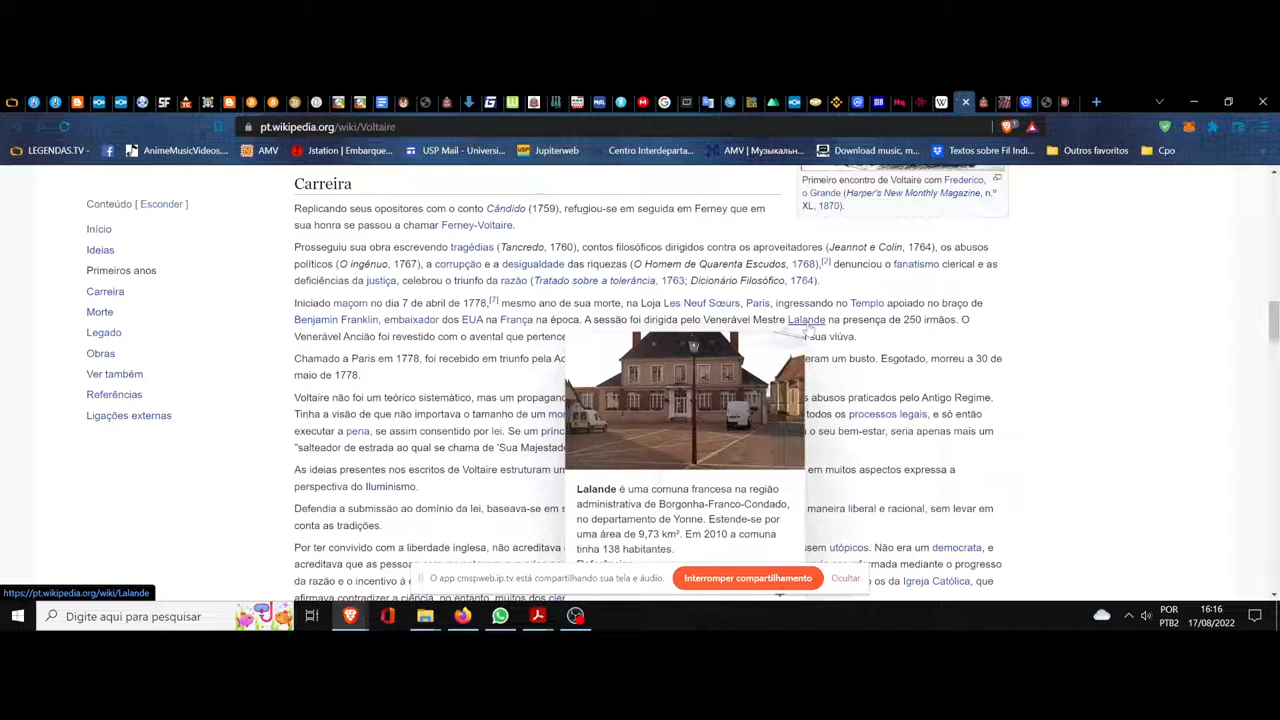 pt.wikipedia.org/wiki/Voltaire
LEGENDAS.TV -
AnimeMusicVideos....
AMV
Jstation | Embarque...
USP Mail - Universi...
Jupiterweb
Centro Interdeparta...
AMV | Музыкальн...
Download music, m...
Textos sobre Fil Indi...
Outros favoritos
Cpo
Carreira
Primeiro encontro de Voltaire com Frederico,
o Grande (Harper's New Monthly Magazine, n.º
XL, 1870).
Conteúdo [ Esconder ]
Início
Ideias
Primeiros anos
Carreira
Morte
Legado
Obras
Ver também
Referências
Ligações externas
Replicando seus opositores com o conto Cândido (1759), refugiou-se em seguida em Ferney que em
sua honra se passou a chamar Ferney-Voltaire.
Prosseguiu sua obra escrevendo tragédias (Tancredo, 1760), contos filosóficos dirigidos contra os aproveitadores (Jeannot e Colin, 1764), os abusos
políticos (O ingênuo, 1767), a corrupção e a desigualdade das riquezas (O Homem de Quarenta Escudos, 1768),[2] denunciou o fanatismo clerical e as
deficiências da justiça, celebrou o triunfo da razão (Tratado sobre a tolerância, 1763; Dicionário Filosófico, 1764).
Iniciado maçom no dia 7 de abril de 1778,[7] mesmo ano de sua morte, na Loja Les Neuf Sœurs, Paris, ingressando no Templo apoiado no braço de
Benjamin Franklin, embaixador dos EUA na França na época. A sessão foi dirigida pelo Venerável Mestre Lalande na presença de 250 irmãos. O
Venerável Ancião foi revestido com o avental que pertence sua viúva.
Chamado a Paris em 1778, foi recebido em triunfo pela Ac eram um busto. Esgotado, morreu a 30 de
maio de 1778.
Voltaire não foi um teórico sistemático, mas um propagan abusos praticados pelo Antigo Regime.
Tinha a visão de que não importava o tamanho de um mo todos os processos legais, e só então
executar a pena, se assim consentido por lei. Se um prínc o seu bem-estar, seria apenas mais um
"salteador de estrada ao qual se chama de 'Sua Majestade
As ideias presentes nos escritos de Voltaire estruturam u em muitos aspectos expressa a
perspectiva do Iluminismo.
Defendia a submissão ao domínio da lei, baseava-se em s maneira liberal e racional, sem levar em
conta as tradições.
Por ter convivido com a liberdade inglesa, não acreditava ssem utópicos. Não era um democrata, e
acreditava que as pessoa reformada mediante o progresso
da razão e o incentivo à os da Igreja Católica, que
afirmava contradizer a ciência, no entanto, muitos dos cie
Lalande é uma comuna francesa na região
administrativa de Borgonha-Franco-Condado,
no departamento de Yonne. Estende-se por
uma área de 9,73 km². Em 2010 a comuna
tinha 138 habitantes.
O app cmspweb.ip.tv está compartilhando sua tela e áudio.
Interromper compartilhamento
Ocultar
https://pt.wikipedia.org/wiki/Lalande
Digite aqui para pesquisar
POR
PTB2
16:16
17/08/2022